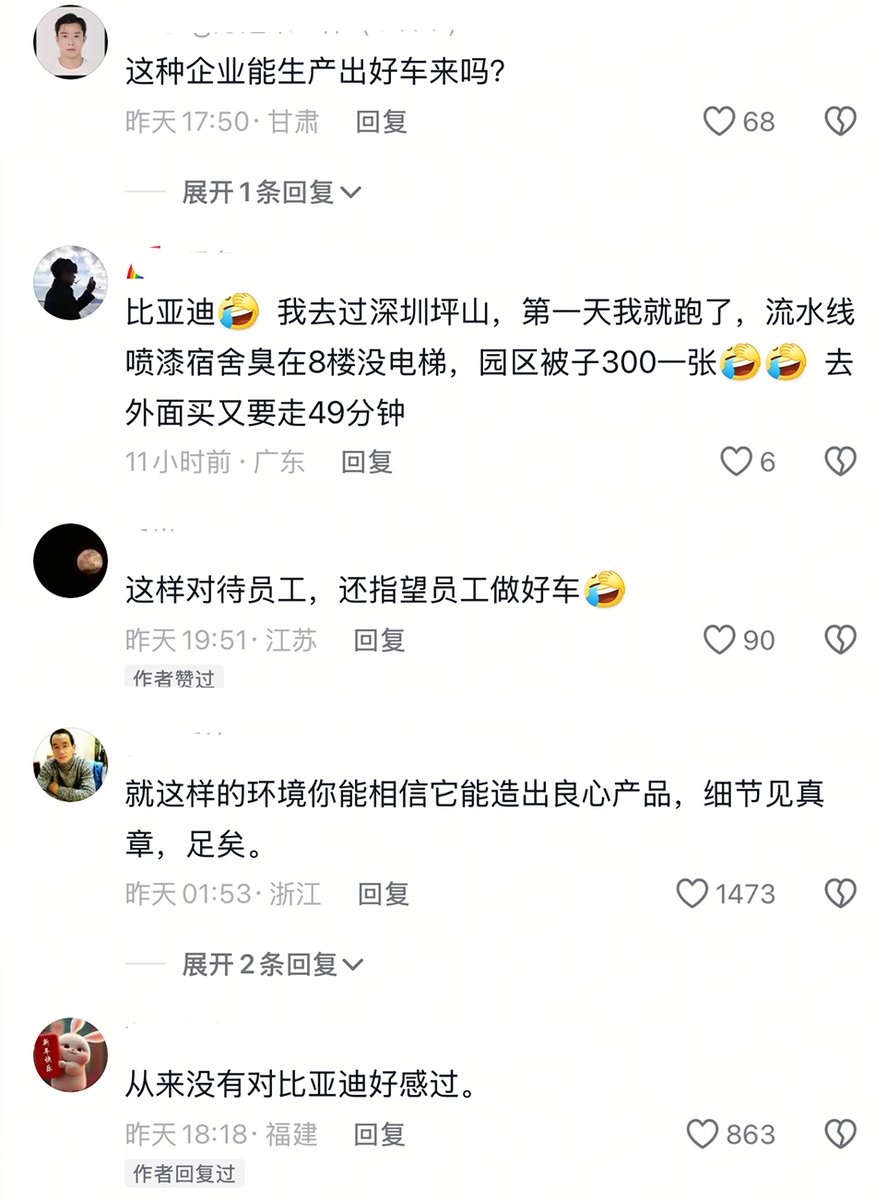 这种企业能生产出好车来吗？
昨天 17:50 · 甘肃 回复 68
展开 1 条回复
比亚迪🤣 我去过深圳坪山，第一天我就跑了，流水线
喷漆宿舍臭在8楼没电梯，园区被子300一张🤣🤣 去
外面买又要走49分钟
11 小时前 · 广东 回复 6
这样对待员工，还指望员工做好车🤣
昨天 19:51 · 江苏 回复 90
作者赞过
就这样的环境你能相信它能造出良心产品，细节见真
章，足矣。
昨天 01:53 · 浙江 回复 1473
展开 2 条回复
新年快乐
从来没有对比亚迪好感过。
昨天 18:18 · 福建 回复 863
作者回复过